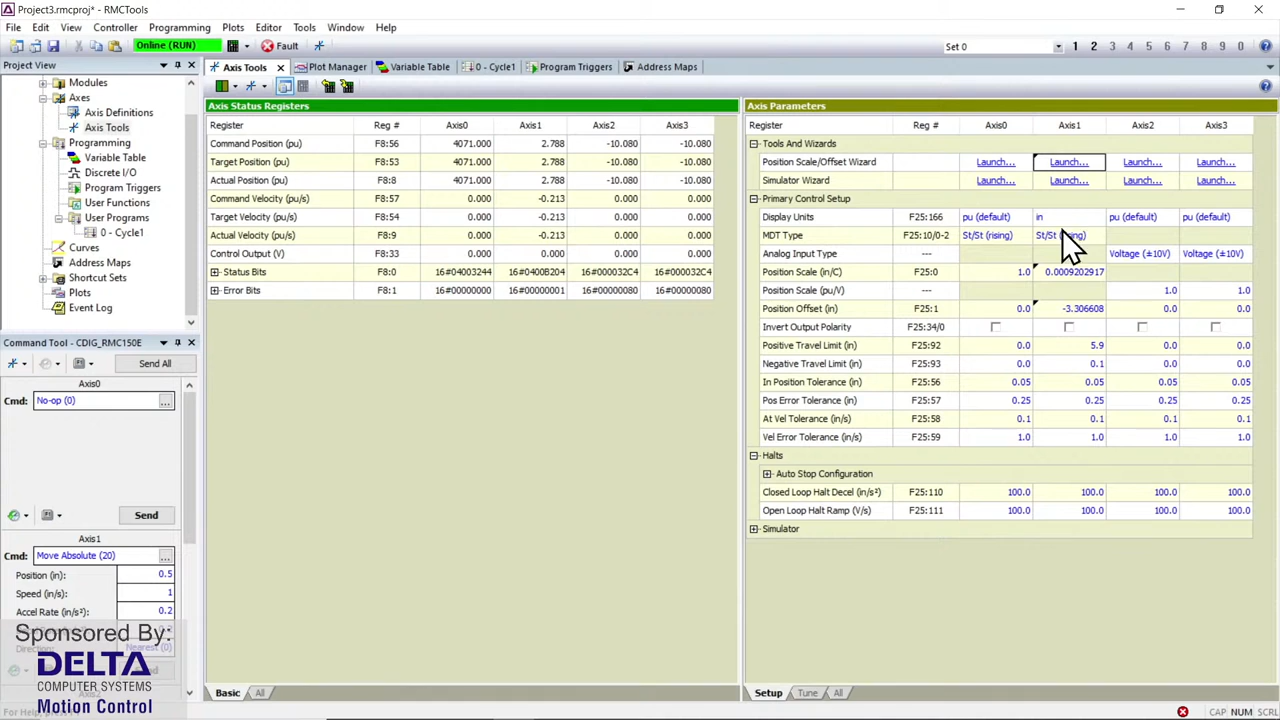 Project3.rmcproj* - RMCTools
File Edit View Controller Programming Plots Editor Tools Window Help
Online (RUN) Fault Set 0 1 2 3 4 5 6 7 8 9 0
Project View
Modules
Axes
Axis Definitions
Axis Tools
Programming
Variable Table
Discrete I/O
Program Triggers
User Functions
User Programs
0 - Cycle1
Curves
Address Maps
Shortcut Sets
Plots
Event Log
Command Tool - CDIG_RMC150E
Send All
Axis0
Cmd: No-op (0) ...
Send
Axis1
Cmd: Move Absolute (20) ...
Position (in): 0.5
Speed (in/s): 1
Accel Rate (in/s²): 0.2
Direction: Nearest (0)
Sponsored By:
DELTA
COMPUTER SYSTEMS
Motion Control
Axis Tools Plot Manager Variable Table 0 - Cycle1 Program Triggers Address Maps
Axis Status Registers
Register Reg # Axis0 Axis1 Axis2 Axis3
Command Position (pu) F8:56 4071.000 2.788 -10.080 -10.080
Target Position (pu) F8:53 4071.000 2.788 -10.080 -10.080
Actual Position (pu) F8:8 4071.000 2.788 -10.080 -10.080
Command Velocity (pu/s) F8:57 0.000 -0.213 0.000 0.000
Target Velocity (pu/s) F8:54 0.000 -0.213 0.000 0.000
Actual Velocity (pu/s) F8:9 0.000 -0.213 0.000 0.000
Control Output (V) F8:33 0.000 0.000 0.000 0.000
Status Bits F8:0 16#04003244 16#0400B204 16#000032C4 16#000032C4
Error Bits F8:1 16#00000000 16#00000001 16#00000080 16#00000080
Basic All
Axis Parameters
Register Reg # Axis0 Axis1 Axis2 Axis3
Tools And Wizards
Position Scale/Offset Wizard Launch... Launch... Launch... Launch...
Simulator Wizard Launch... Launch... Launch... Launch...
Primary Control Setup
Display Units F25:166 pu (default) in pu (default) pu (default)
MDT Type F25:10/0-2 St/St (rising) St/St (rising)
Analog Input Type --- Voltage (±10V) Voltage (±10V)
Position Scale (in/C) F25:0 1.0 0.0009202917
Position Scale (pu/V) --- 1.0 1.0
Position Offset (in) F25:1 0.0 -3.306608 0.0 0.0
Invert Output Polarity F25:34/0
Positive Travel Limit (in) F25:92 0.0 5.9 0.0 0.0
Negative Travel Limit (in) F25:93 0.0 0.1 0.0 0.0
In Position Tolerance (in) F25:56 0.05 0.05 0.05 0.05
Pos Error Tolerance (in) F25:57 0.25 0.25 0.25 0.25
At Vel Tolerance (in/s) F25:58 0.1 0.1 0.1 0.1
Vel Error Tolerance (in/s) F25:59 1.0 1.0 1.0 1.0
Halts
Auto Stop Configuration
Closed Loop Halt Decel (in/s²) F25:110 100.0 100.0 100.0 100.0
Open Loop Halt Ramp (V/s) F25:111 100.0 100.0 100.0 100.0
Simulator
Setup Tune All
CAP NUM SCRL